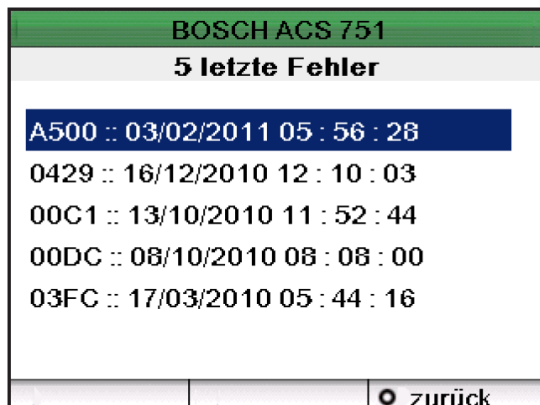 BOSCH ACS 751
5 letzte Fehler
A500 :: 03/02/2011 05 : 56 : 28
0429 :: 16/12/2010 12 : 10 : 03
00C1 :: 13/10/2010 11 : 52 : 44
00DC :: 08/10/2010 08 : 08 : 00
03FC :: 17/03/2010 05 : 44 : 16
zurück